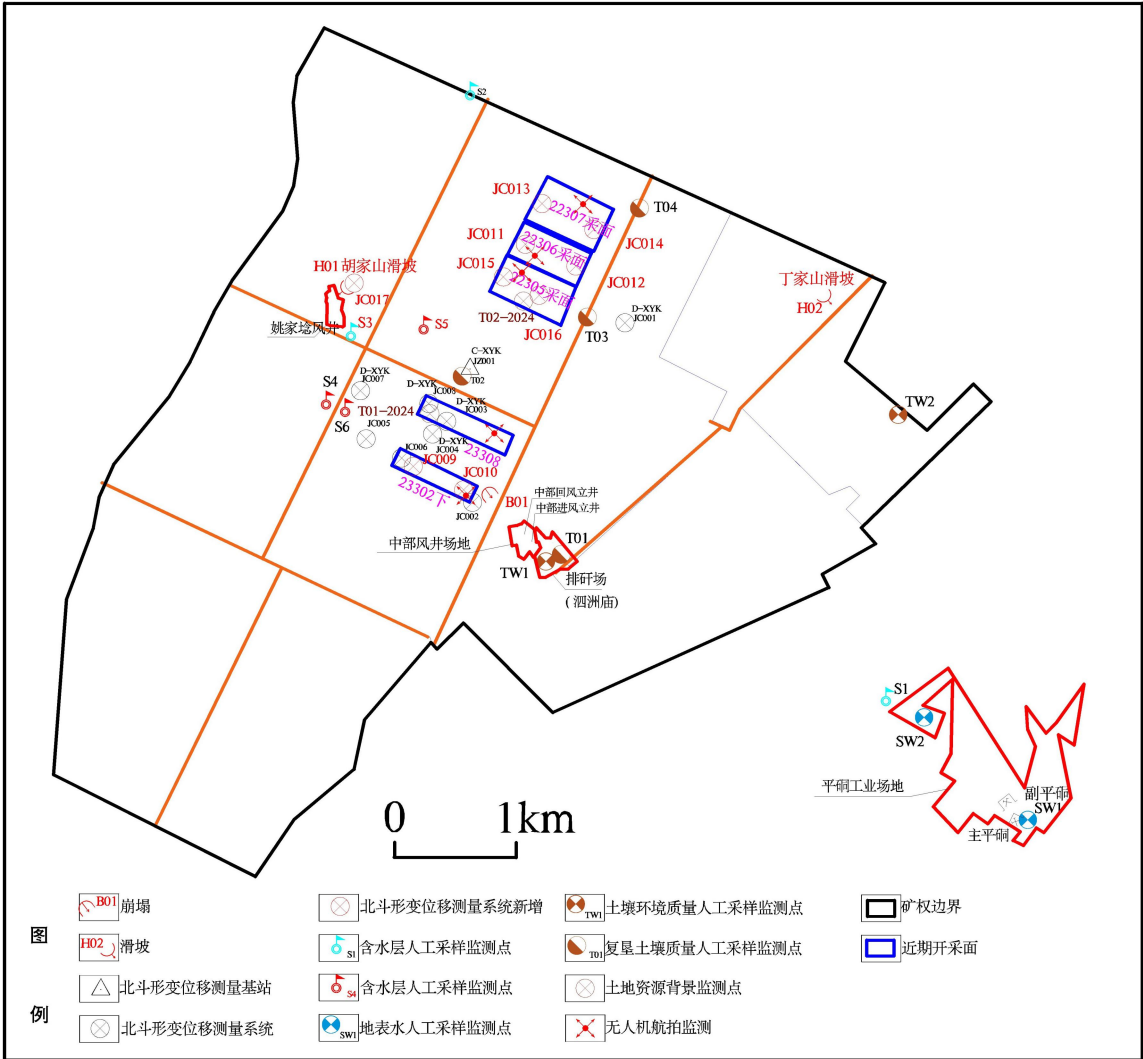 S2
JC013
22307采面
T04
JC011
22306采面
JC014
H01胡家山滑坡
JC015
22305采面
JC012
丁家山滑坡
H02
JC017
T02-2024
D-XYK
JC001
姚家埝风井
S3
S5
JC016
T03
C-XYK
JZ001
T02
D-XYK
JC007
S4
D-XYK
JC008
D-XYK
JC003
TW2
S6
T01-2024
JC005
D-XYK
JC004
23308
JC006
JC009
JC010
23302下
JC002
B01
中部回风立井
中部进风立井
中部风井场地
T01
TW1
排矸场
(泗洲庙)
S1
SW2
平硐工业场地
副平硐
SW1
主平硐
0 1km
图例
B01 崩塌
H02 滑坡
北斗形变位移测量基站
北斗形变位移测量系统
北斗形变位移测量系统新增
S1 含水层人工采样监测点
S4 含水层人工采样监测点
SW1 地表水人工采样监测点
TW1 土壤环境质量人工采样监测点
T01 复垦土壤质量人工采样监测点
土地资源背景监测点
无人机航拍监测
矿权边界
近期开采面